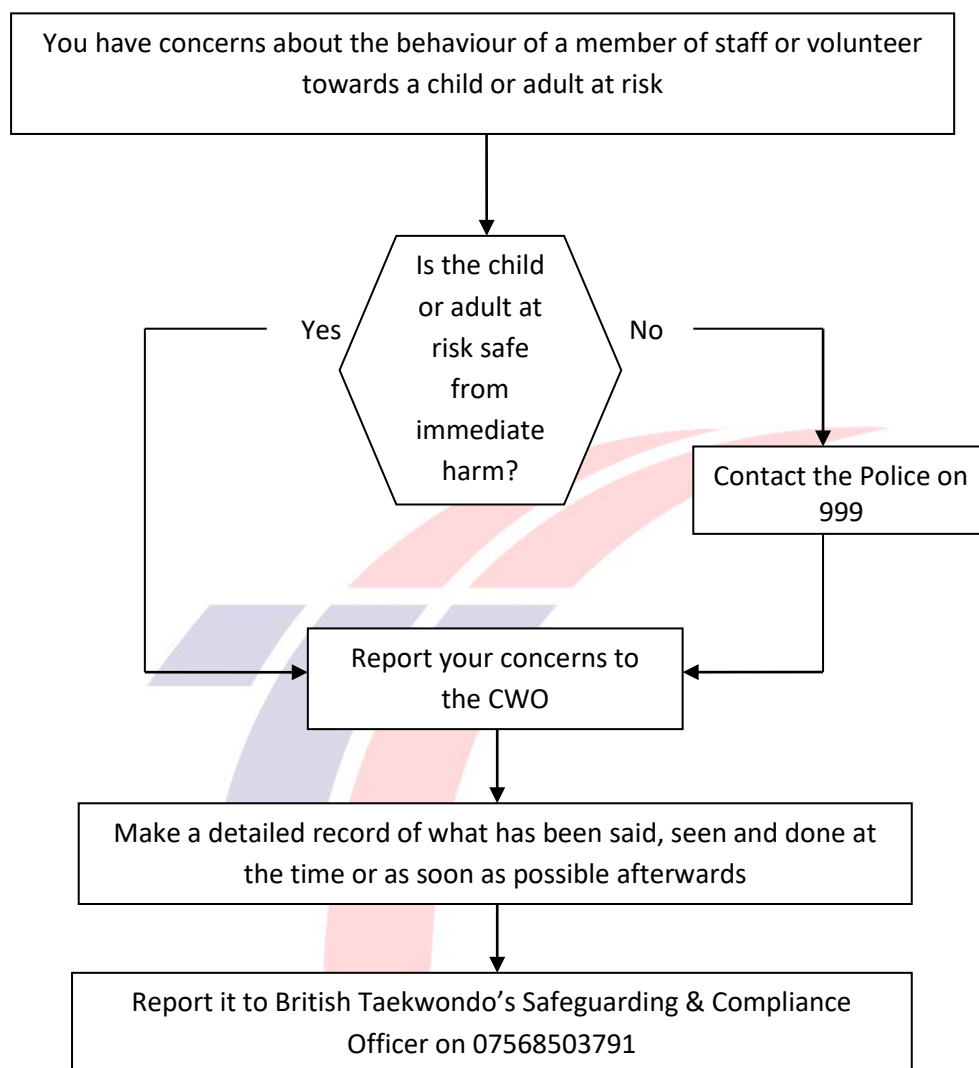 You have concerns about the behaviour of a member of staff or volunteer
towards a child or adult at risk
Is the child
or adult at
risk safe
from
immediate
harm?
Yes
No
Contact the Police on
999
Report your concerns to
the CWO
Make a detailed record of what has been said, seen and done at
the time or as soon as possible afterwards
Report it to British Taekwondo’s Safeguarding & Compliance
Officer on 07568503791